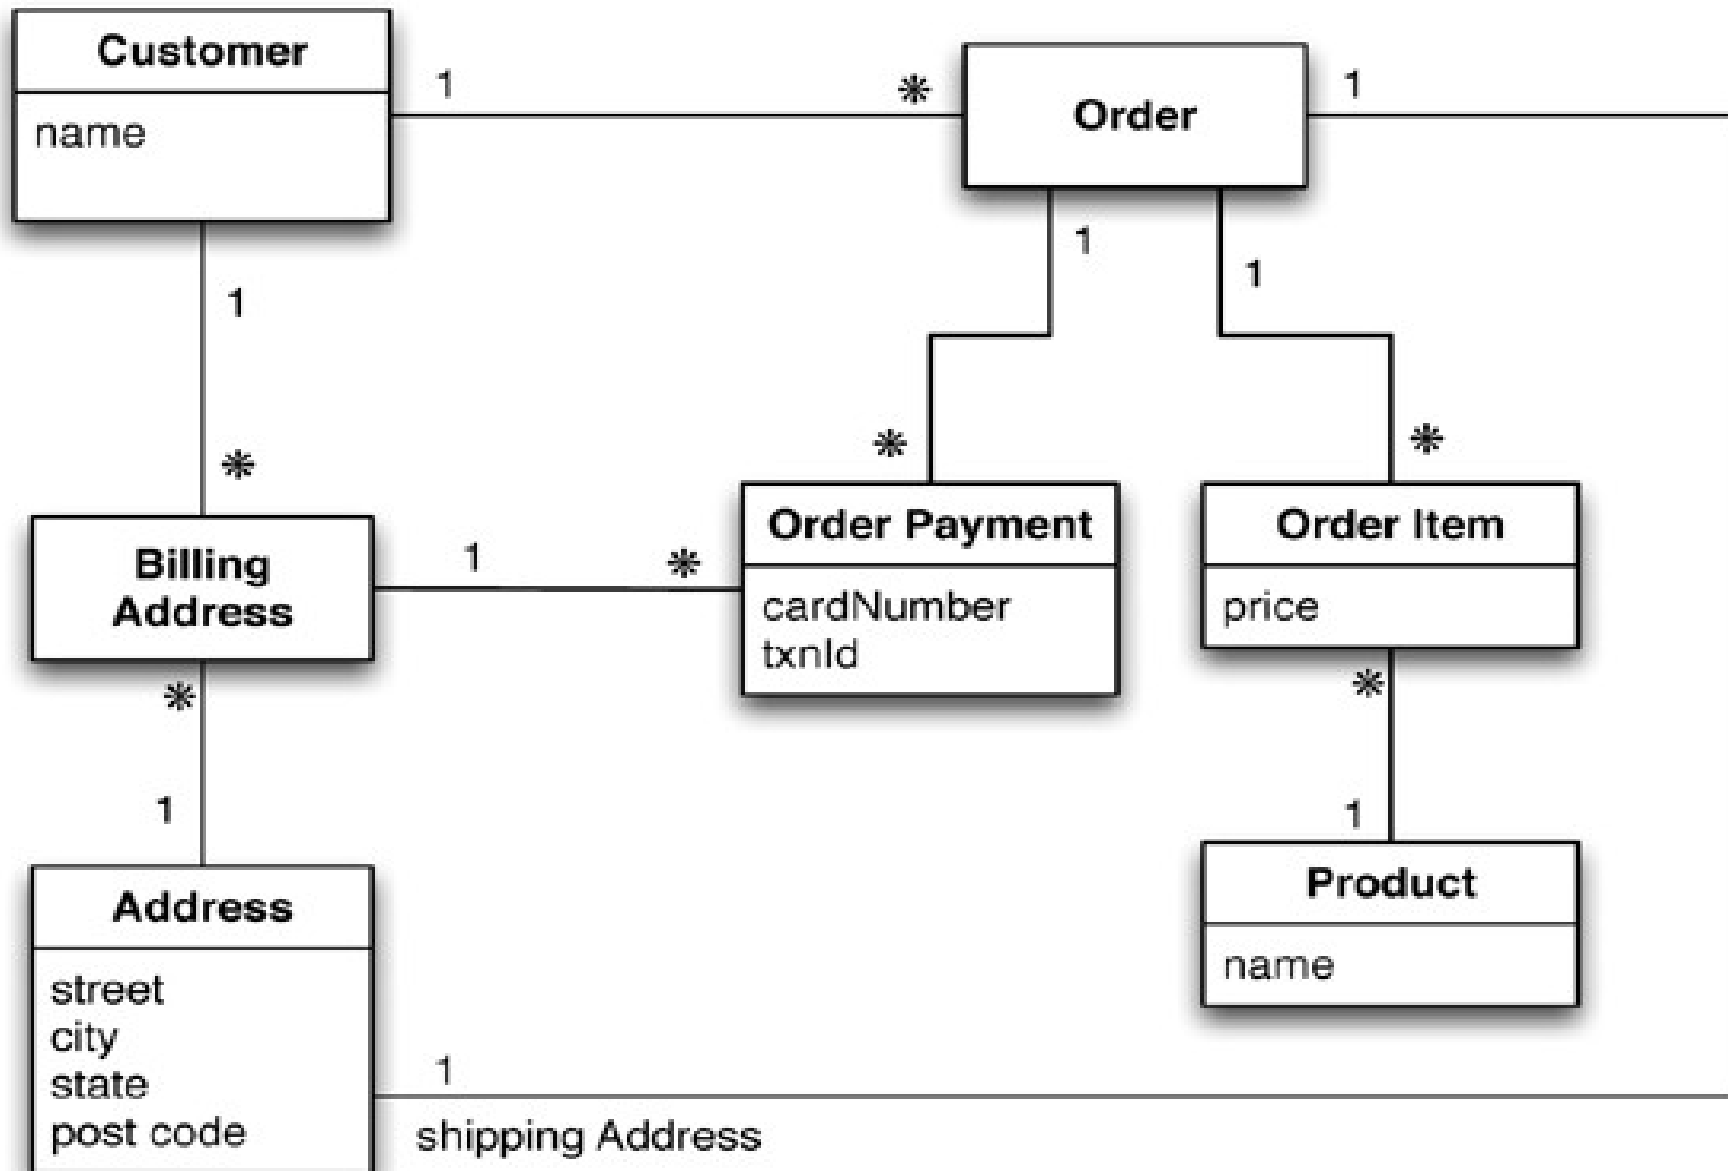 Customer
name
1
*
Order
1
1
*
1
1
*
*
Billing
Address
1
*
Order Payment
cardNumber
txnId
Order Item
price
*
1
*
1
Product
name
Address
street
city
state
post code
1
shipping Address